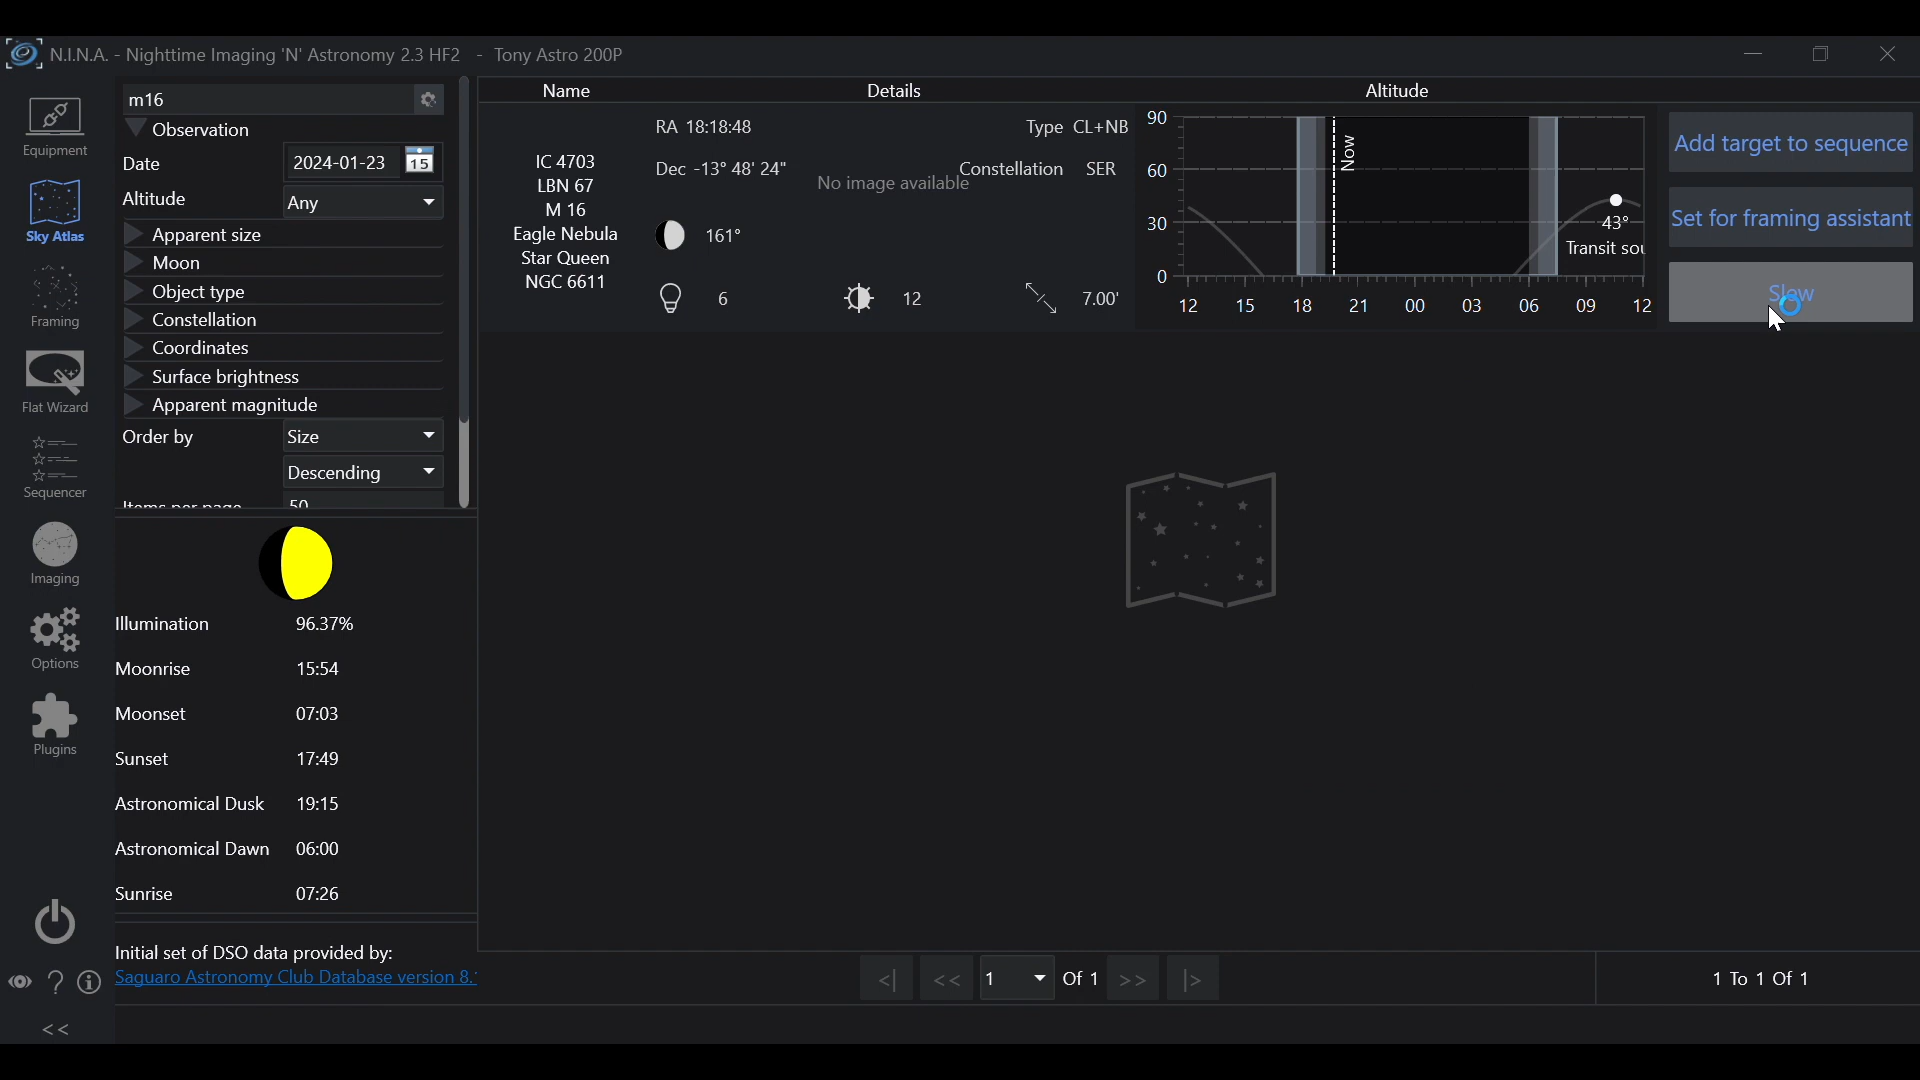 N.I.N.A. - Nighttime Imaging 'N' Astronomy 2.3 HF2 - Tony Astro 200P
Equipment
Sky Atlas
Framing
Flat Wizard
Sequencer
Imaging
Options
Plugins
<<
m16
Observation
Date 2024-01-23 15
Altitude Any
Apparent size
Moon
Object type
Constellation
Coordinates
Surface brightness
Apparent magnitude
Order by Size
Descending
Items per page 50
Illumination 96.37%
Moonrise 15:54
Moonset 07:03
Sunset 17:49
Astronomical Dusk 19:15
Astronomical Dawn 06:00
Sunrise 07:26
Initial set of DSO data provided by:
Saguaro Astronomy Club Database version 8.
Name Details Altitude
IC 4703
LBN 67
M 16
Eagle Nebula
Star Queen
NGC 6611
RA 18:18:48 Type CL+NB
Dec -13° 48' 24" Constellation SER
No image available
161°
6 12 7.00'
90
60
30
0
Now
43°
Transit sou
12 15 18 21 00 03 06 09 12
Add target to sequence
Set for framing assistant
Slew
<| << 1 Of 1 >> |>
1 To 1 Of 1